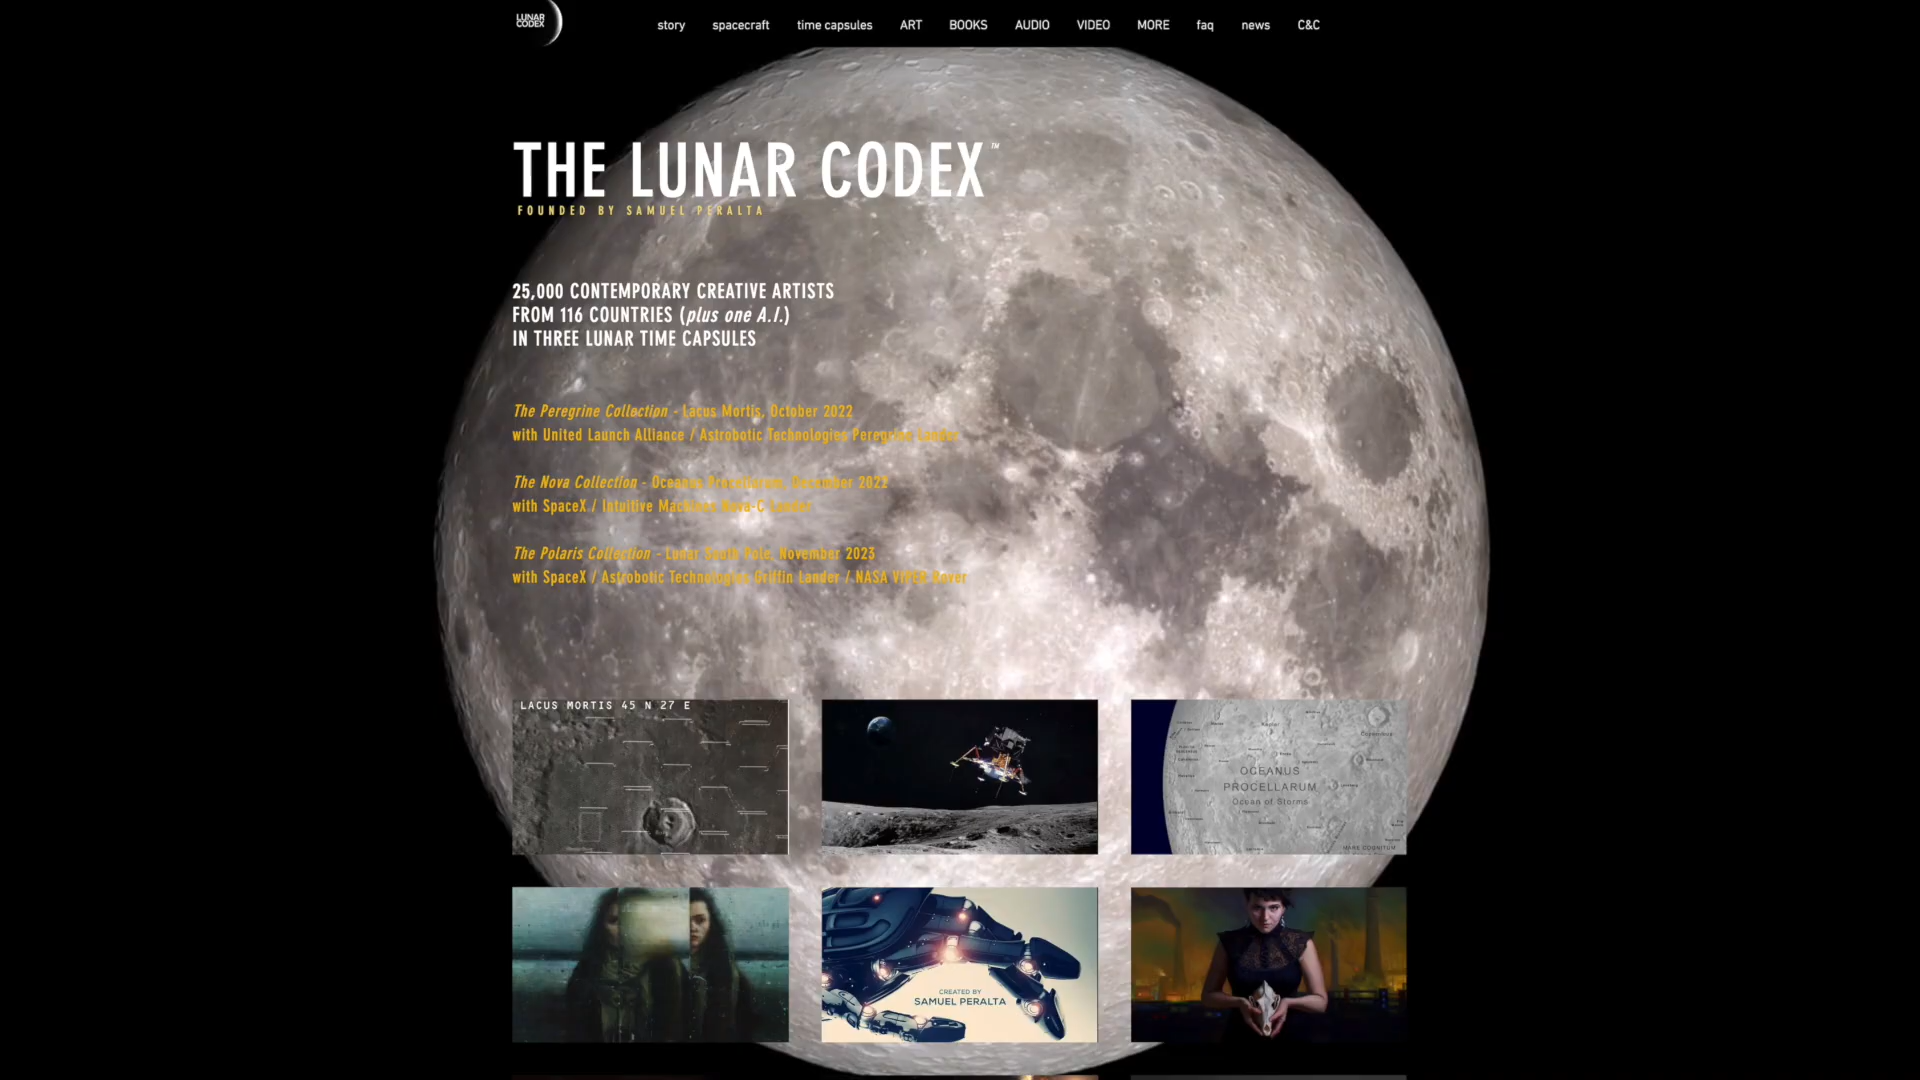 LUNAR
CODEX
story spacecraft time capsules ART BOOKS AUDIO VIDEO MORE faq news C&C
THE LUNAR CODEX™
FOUNDED BY SAMUEL PERALTA
25,000 CONTEMPORARY CREATIVE ARTISTS
FROM 116 COUNTRIES (plus one A.I.)
IN THREE LUNAR TIME CAPSULES
The Peregrine Collection - Lacus Mortis, October 2022
with United Launch Alliance / Astrobotic Technologies Peregrine Lander
The Nova Collection - Oceanus Procellarum, December 2022
with SpaceX / Intuitive Machines Nova-C Lander
The Polaris Collection - Lunar South Pole, November 2023
with SpaceX / Astrobotic Technologies Griffin Lander / NASA VIPER Rover
LACUS MORTIS 45 N 27 E
OCEANUS
PROCELLARUM
Ocean of Storms
MARE COGNITUM
CREATED BY
SAMUEL PERALTA